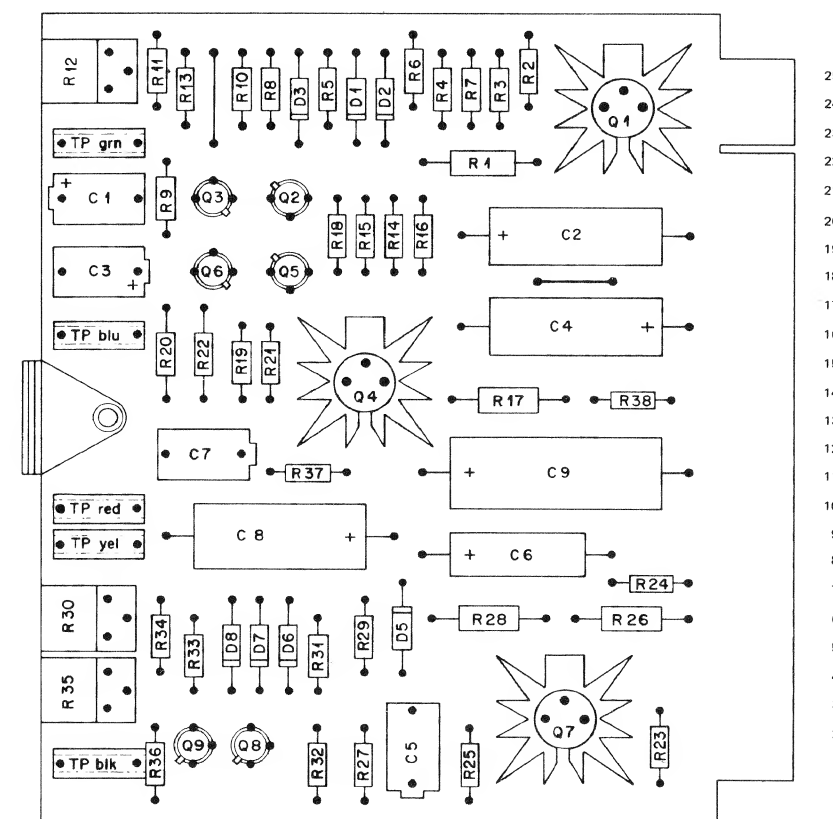 R12
R11
R13
R10
R8
D3
R5
D1
D2
R6
R4
R7
R3
R2
Q1
TP grn
R1
+
C1
R9
Q3
Q2
R18
R15
R14
R16
+ C2
C3
+
Q6
Q5
C4 +
TP blu
R20
R22
R19
R21
Q4
R17
R38
C7
R37
+ C9
TP red
TP yel
C8 +
+ C6
R24
R30
R34
R33
D8
D7
D6
R31
R29
D5
R28
R26
R35
Q7
TP blk
R36
Q9
Q8
R32
R27
C5
R25
R23